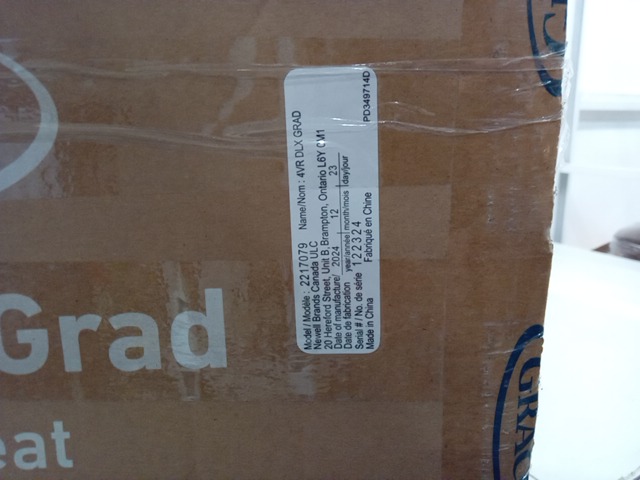 Model / Modèle : 2217079 Name/Nom : 4VR DLX GRAD
Newell Brands Canada ULC
20 Hereford Street, Unit B, Brampton, Ontario L6Y 0M1
Date of manufacture/ 2024 12 23
Date de fabrication year/année month/mois day/jour
Serial # / No. de série 122324
Made in China Fabriqué en Chine
PD349714D
Grad
eat
GRAC